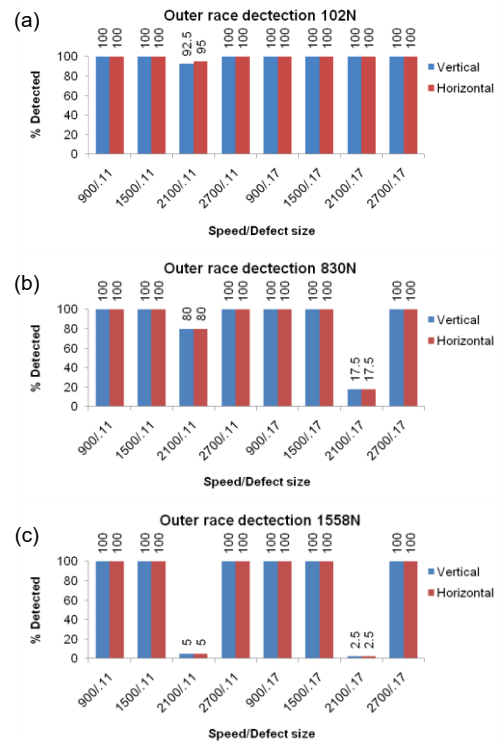 (a)
Outer race dectection 102N
100 100 100 100 92.5 95 100 100 100 100 100 100 100 100 100 100
100
80
60
40
20
0
% Detected
900/.11 1500/.11 2100/.11 2700/.11 900/.17 1500/.17 2100/.17 2700/.17
Speed/Defect size
Vertical
Horizontal
(b)
Outer race dectection 830N
100 100 100 100 80 80 100 100 100 100 100 100 17.5 17.5 100 100
100
80
60
40
20
0
% Detected
900/.11 1500/.11 2100/.11 2700/.11 900/.17 1500/.17 2100/.17 2700/.17
Speed/Defect size
Vertical
Horizontal
(c)
Outer race dectection 1558N
100 100 100 100 5 5 100 100 100 100 100 100 2.5 2.5 100 100
100
80
60
40
20
0
% Detected
900/.11 1500/.11 2100/.11 2700/.11 900/.17 1500/.17 2100/.17 2700/.17
Speed/Defect size
Vertical
Horizontal